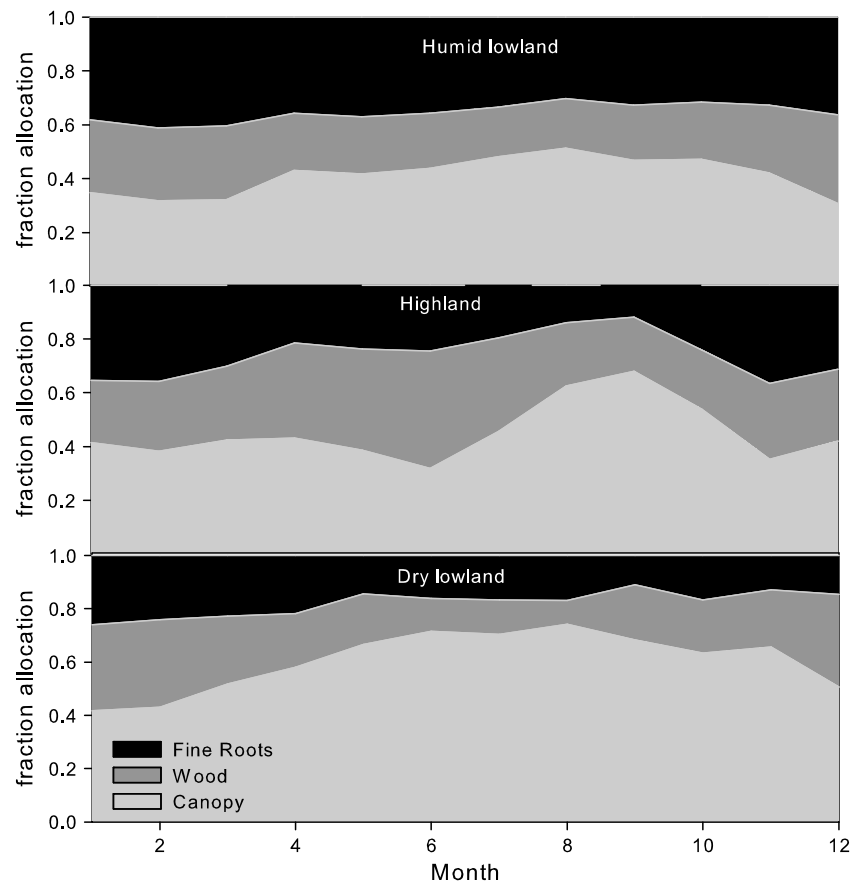 1.0
Humid lowland
0.8
0.6
0.4
0.2
fraction allocation
1.0
Highland
0.8
0.6
0.4
0.2
fraction allocation
1.0
Dry lowland
0.8
0.6
0.4
0.2
0.0
fraction allocation
Fine Roots
Wood
Canopy
2 4 6 8 10 12
Month